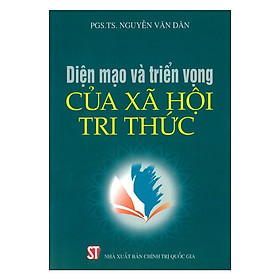 PGS.TS. NGUYỄN VĂN DÂN
Diện mạo và triển vọng
CỦA XÃ HỘI
TRI THỨC
ST
NHÀ XUẤT BẢN CHÍNH TRỊ QUỐC GIA